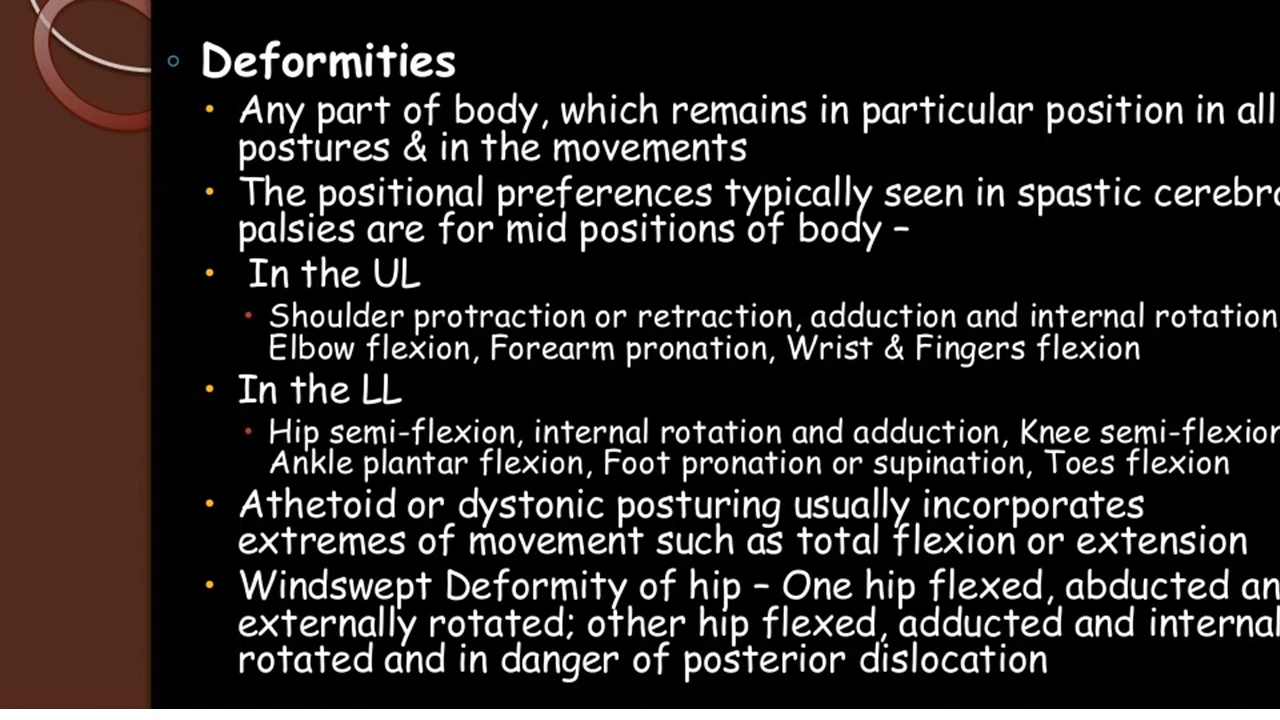 Deformities
Any part of body, which remains in particular position in all
postures & in the movements
The positional preferences typically seen in spastic
palsies are for mid positions of body –
In the UL
Shoulder protraction or retraction, adduction and internal rotation
Elbow flexion, Forearm pronation, Wrist & Fingers flexion
In the LL
Hip semi-flexion, internal rotation and adduction, Knee
Ankle plantar flexion, Foot pronation or supination, Toes flexion
Athetoid or dystonic posturing usually incorporates
extremes of movement such as total flexion or extension
Windswept Deformity of hip – One hip flexed, abducted
externally rotated; other hip flexed, adducted and
rotated and in danger of posterior dislocation